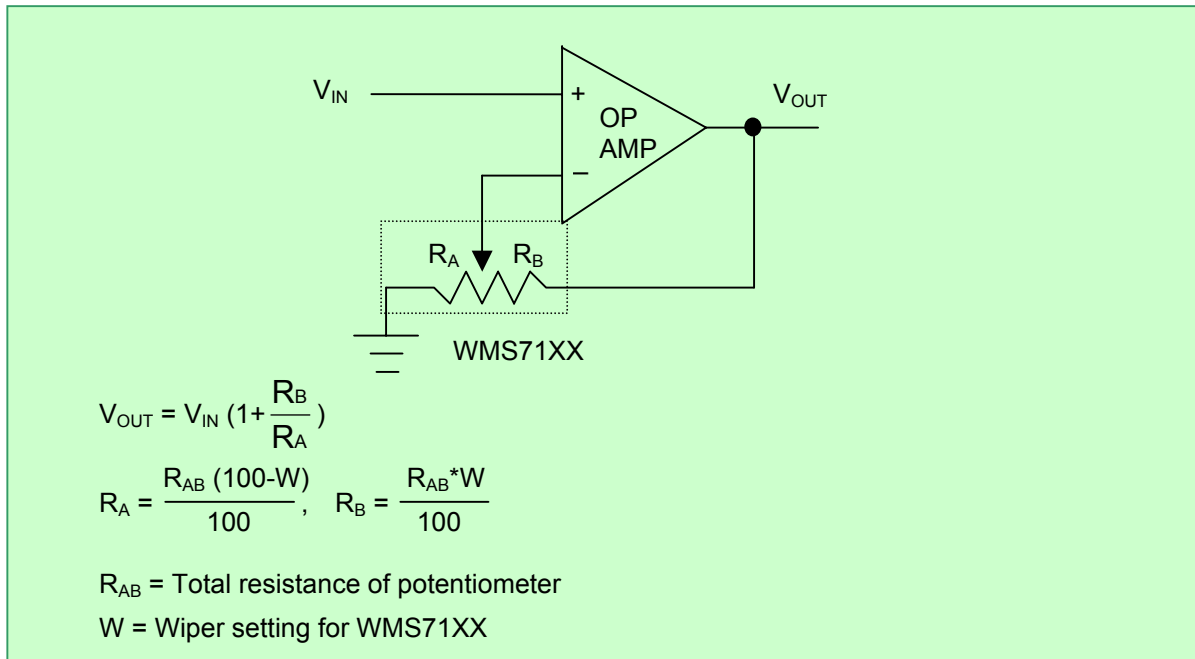 V_IN
+
OP
AMP
−
V_OUT
R_A R_B
WMS71XX
V_OUT = V_IN (1+ R_B / R_A )
R_A = R_AB (100-W) / 100 , R_B = R_AB*W / 100
R_AB = Total resistance of potentiometer
W = Wiper setting for WMS71XX